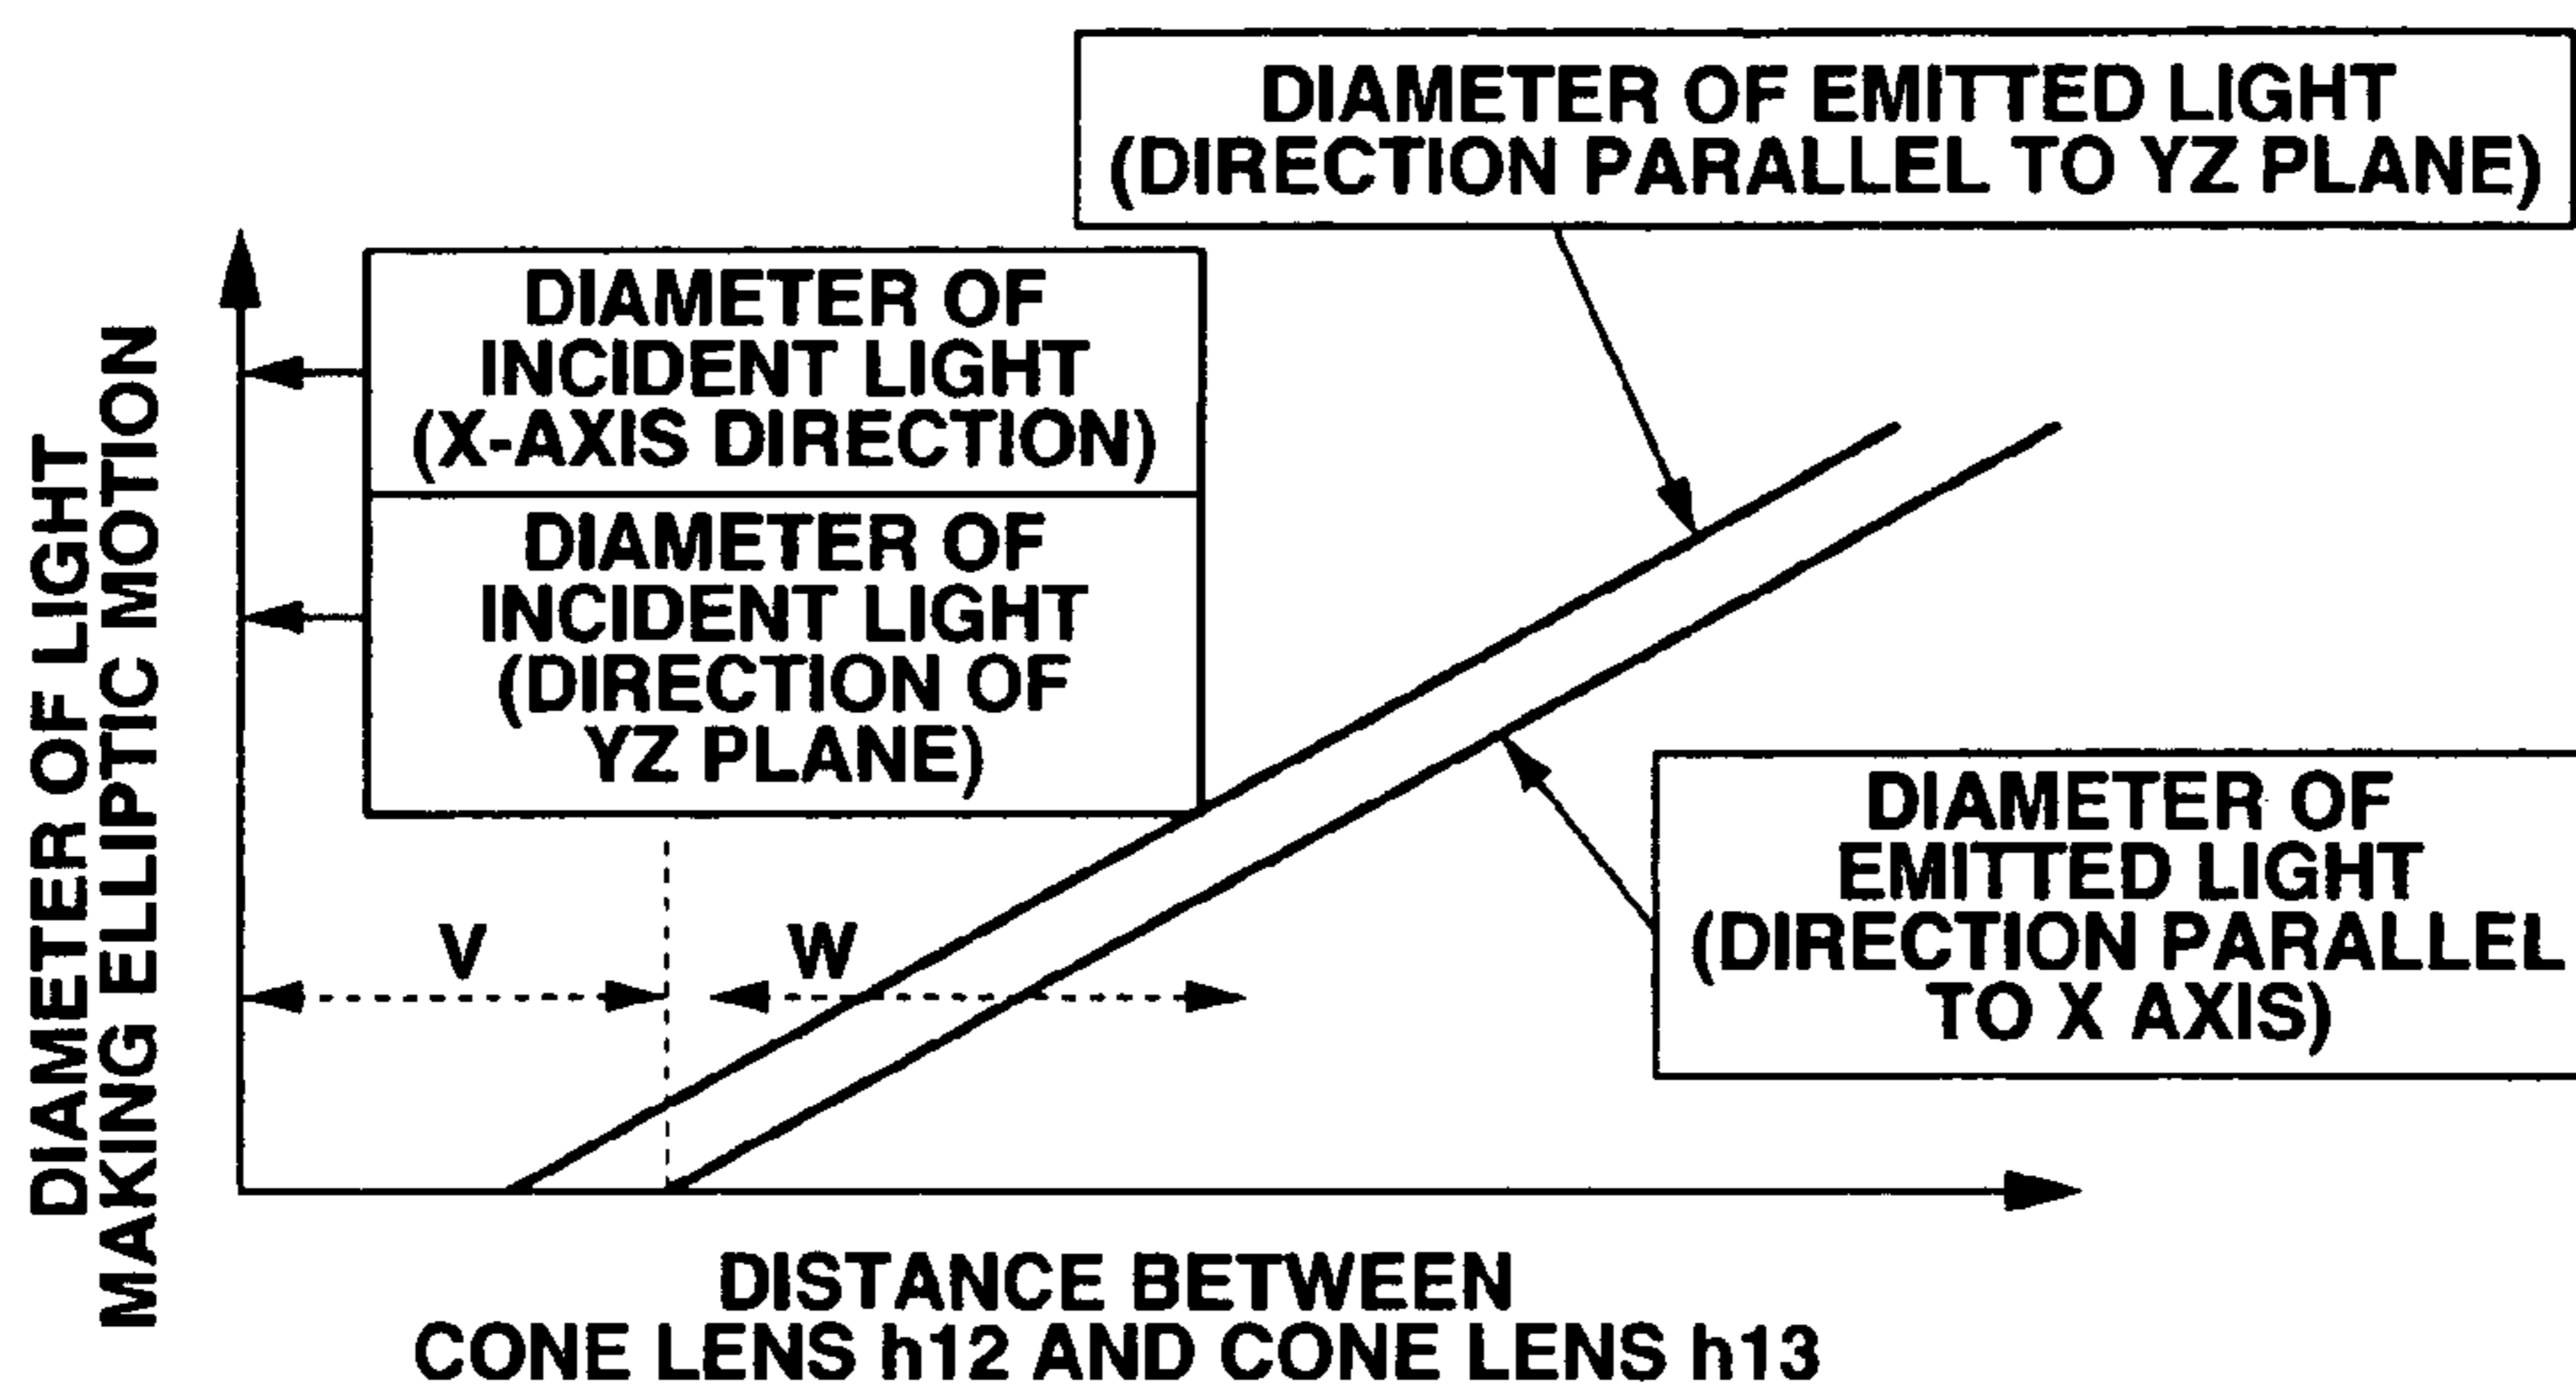 DIAMETER OF EMITTED LIGHT
(DIRECTION PARALLEL TO YZ PLANE)
DIAMETER OF
INCIDENT LIGHT
(X-AXIS DIRECTION)
DIAMETER OF
INCIDENT LIGHT
(DIRECTION OF
YZ PLANE)
DIAMETER OF LIGHT
MAKING ELLIPTIC MOTION
DIAMETER OF
EMITTED LIGHT
(DIRECTION PARALLEL
TO X AXIS)
V
W
DISTANCE BETWEEN
CONE LENS h12 AND CONE LENS h13